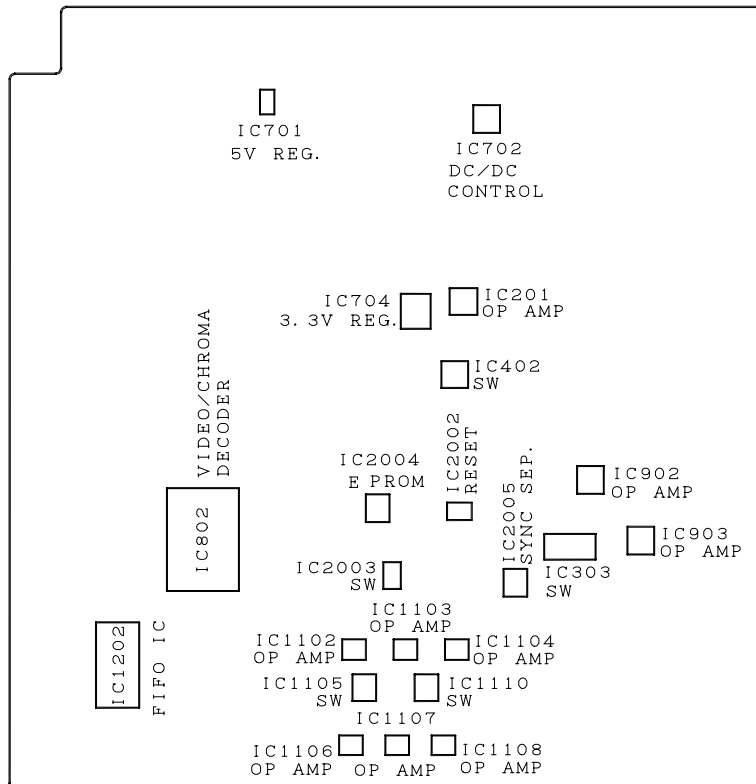 IC701
5V REG.
IC702
DC/DC
CONTROL
IC704
3.3V REG.
IC201
OP AMP
IC402
SW
VIDEO/CHROMA
DECODER
IC802
IC2004
E PROM
IC2002
RESET
IC2005
SYNC SEP.
IC902
OP AMP
IC903
OP AMP
IC303
SW
IC2003
SW
IC1202
FIFO IC
IC1103
OP AMP
IC1102
OP AMP
IC1104
OP AMP
IC1105
SW
IC1110
SW
IC1107
OP AMP
IC1106
OP AMP
IC1108
OP AMP